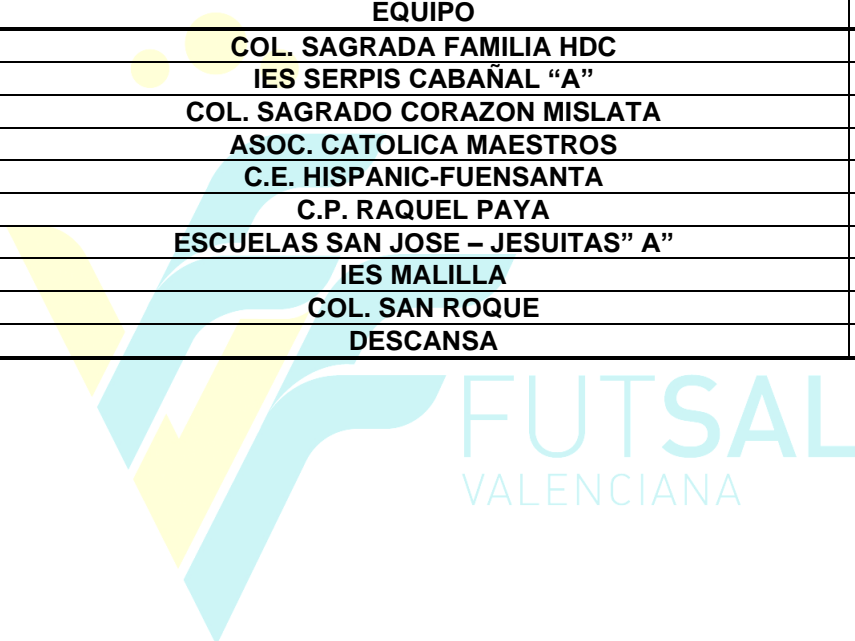 EQUIPO
COL. SAGRADA FAMILIA HDC
IES SERPIS CABAÑAL “A”
COL. SAGRADO CORAZON MISLATA
ASOC. CATOLICA MAESTROS
C.E. HISPANIC-FUENSANTA
C.P. RAQUEL PAYA
ESCUELAS SAN JOSE – JESUITAS” A”
IES MALILLA
COL. SAN ROQUE
DESCANSA
FUTSAL
VALENCIANA